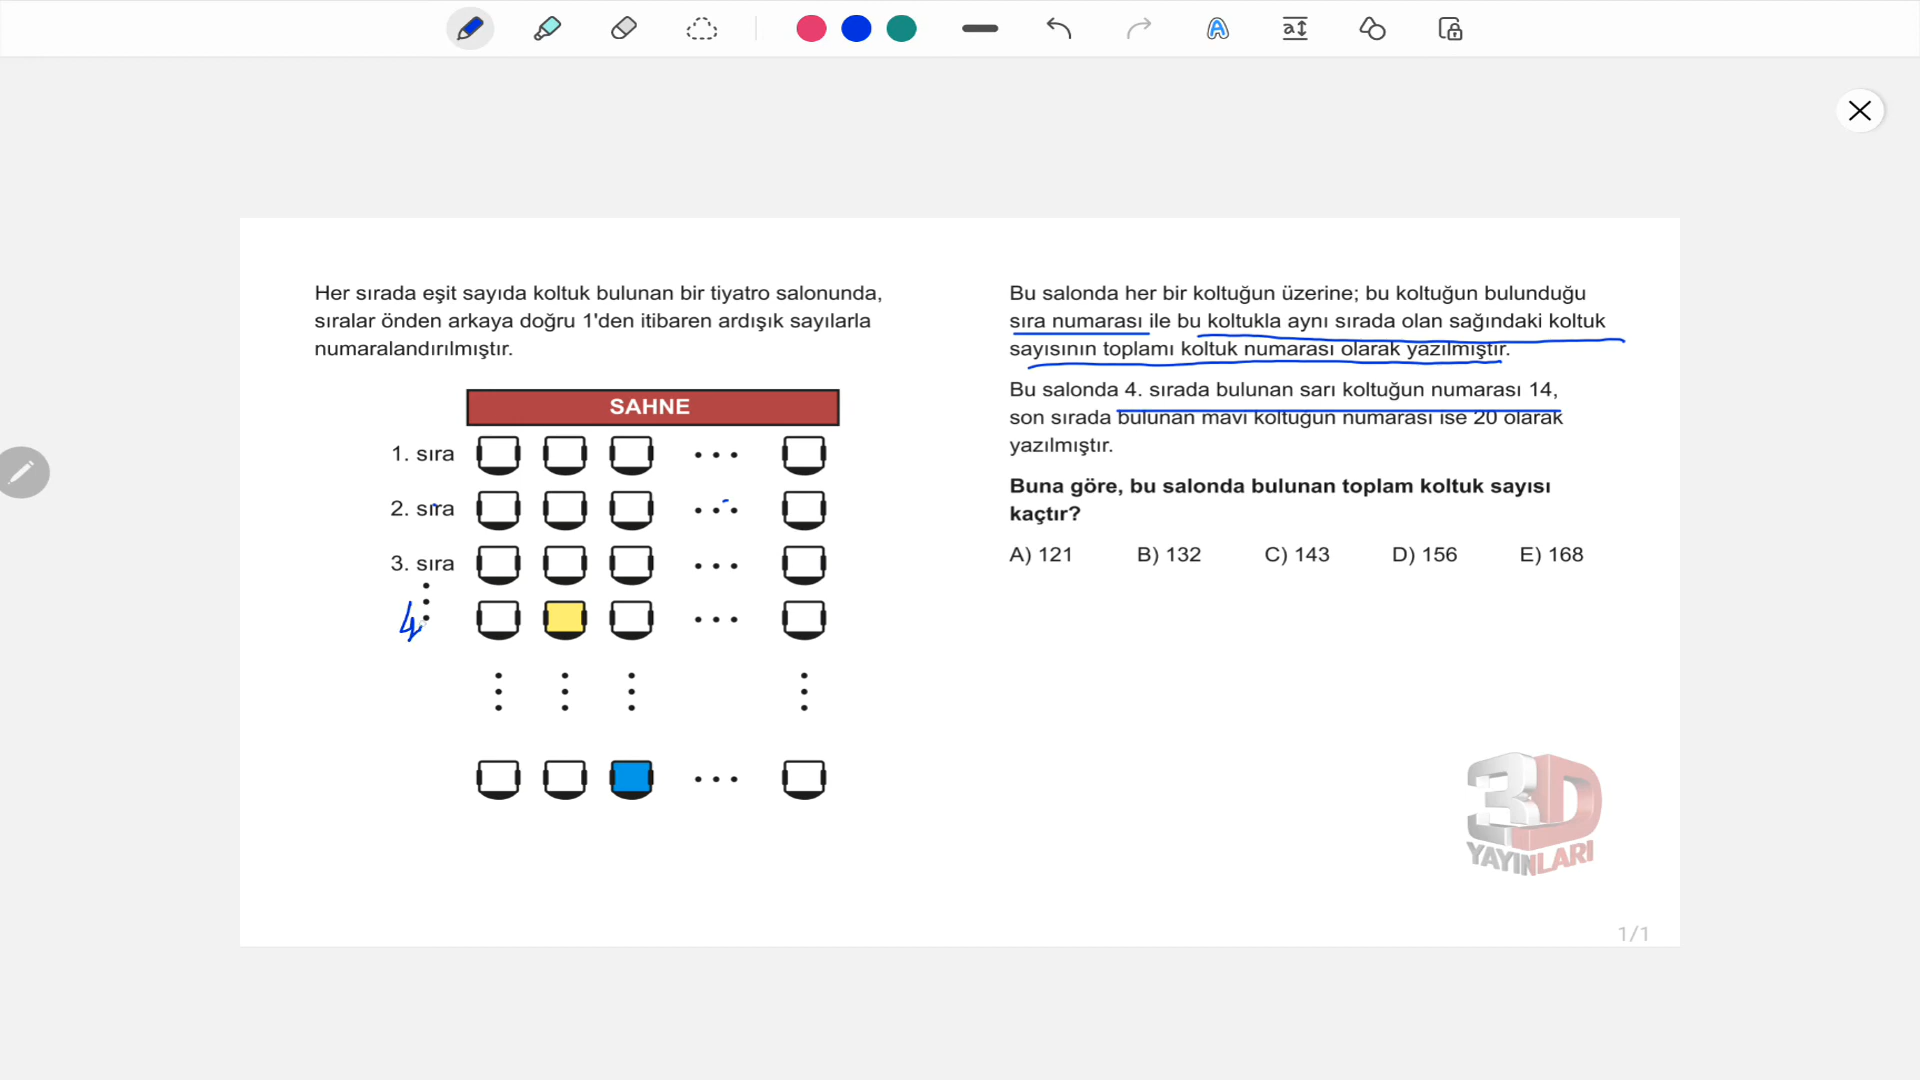 Her sırada eşit sayıda koltuk bulunan bir tiyatro salonunda,
sıralar önden arkaya doğru 1'den itibaren ardışık sayılarla
numaralandırılmıştır.
SAHNE
1. sıra
2. sıra
3. sıra
4
Bu salonda her bir koltuğun üzerine; bu koltuğun bulunduğu
sıra numarası ile bu koltukla aynı sırada olan sağındaki koltuk
sayısının toplamı koltuk numarası olarak yazılmıştır.
Bu salonda 4. sırada bulunan sarı koltuğun numarası 14,
son sırada bulunan mavi koltuğun numarası ise 20 olarak
yazılmıştır.
Buna göre, bu salonda bulunan toplam koltuk sayısı
kaçtır?
A) 121 B) 132 C) 143 D) 156 E) 168
3D
YAYINLARI
1/1